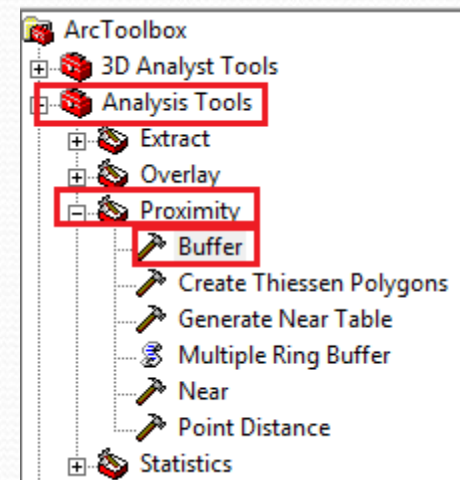 ArcToolbox
3D Analyst Tools
Analysis Tools
Extract
Overlay
Proximity
Buffer
Create Thiessen Polygons
Generate Near Table
Multiple Ring Buffer
Near
Point Distance
Statistics